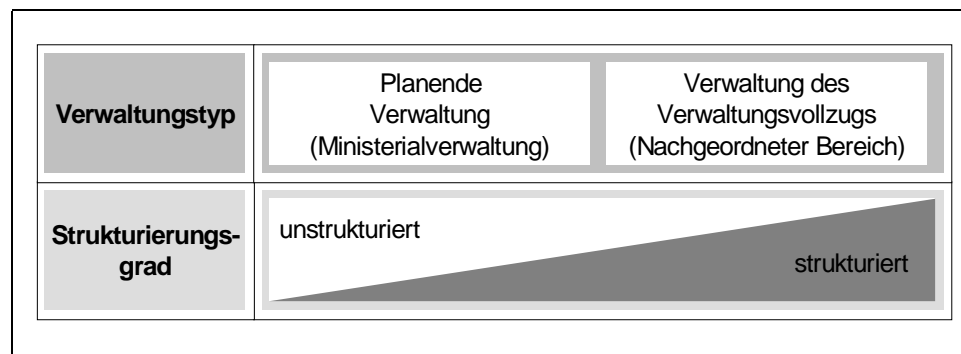 Verwaltungstyp
Planende
Verwaltung
(Ministerialverwaltung)
Verwaltung des
Verwaltungsvollzugs
(Nachgeordneter Bereich)
Strukturierungs-
grad
unstrukturiert
strukturiert